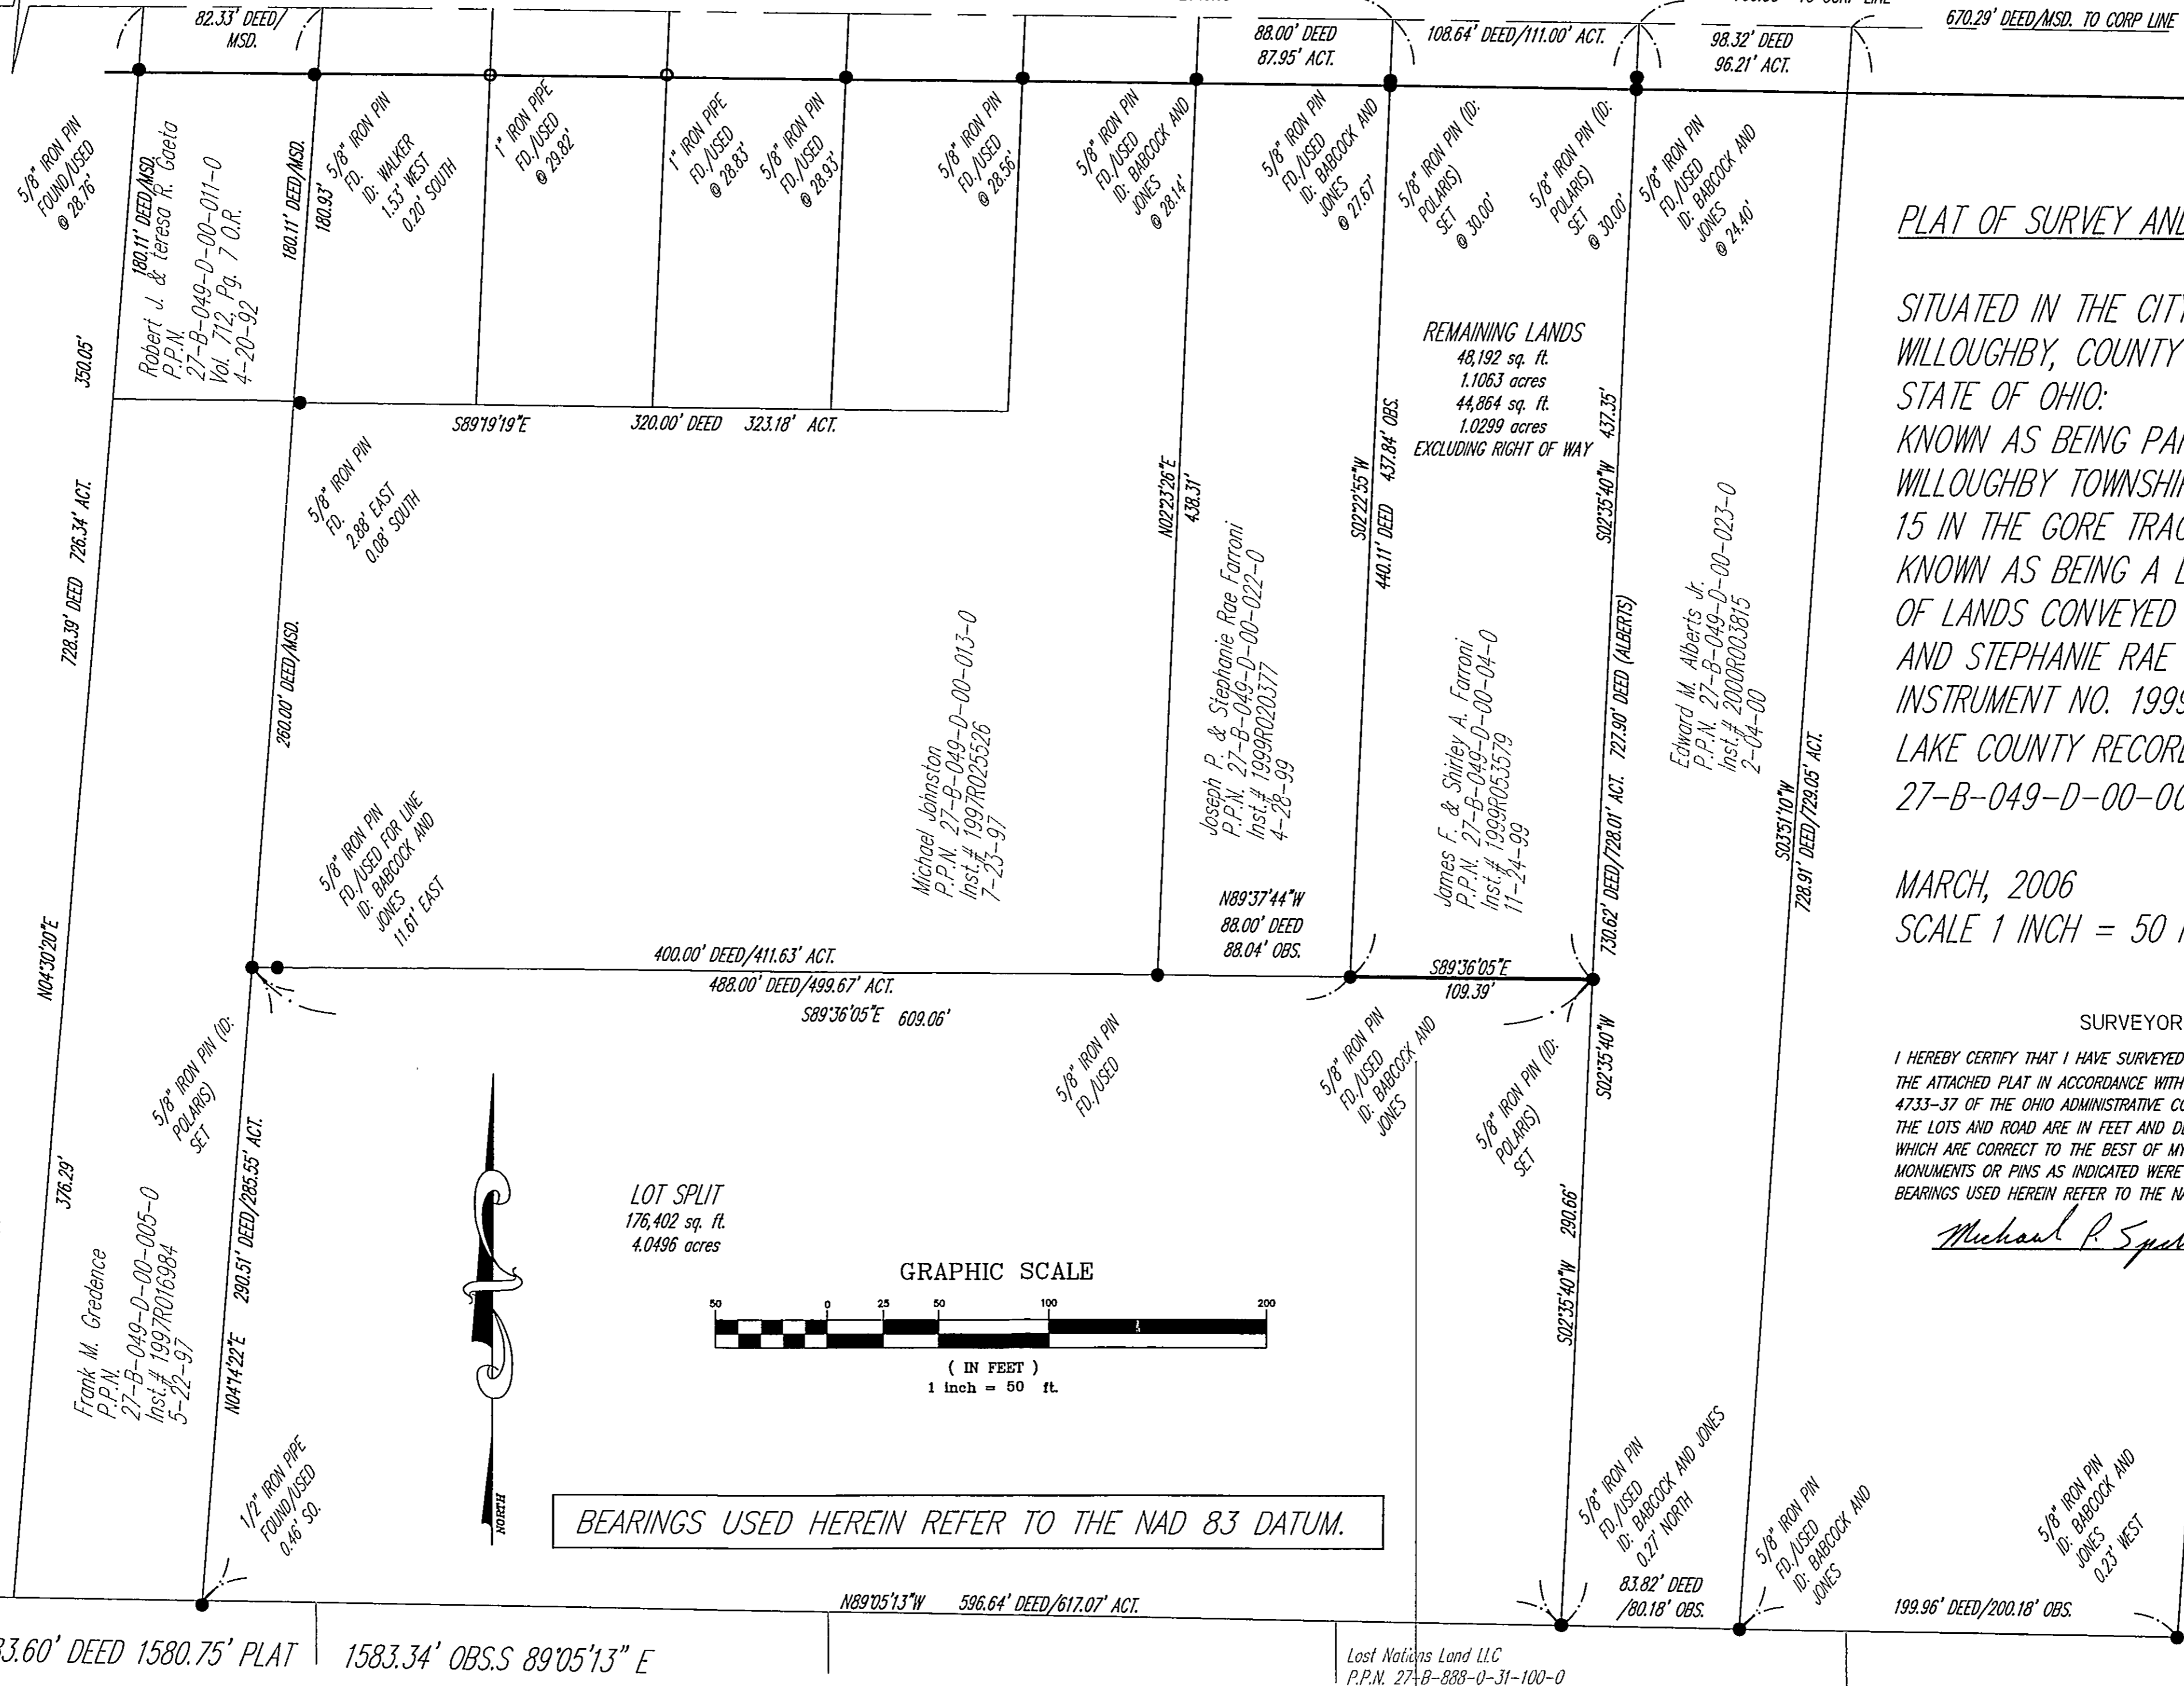 82.33' DEED/
MSD.
88.00' DEED
87.95' ACT.
108.64' DEED/111.00' ACT.
98.32' DEED
96.21' ACT.
670.29' DEED/MSD. TO CORP LINE
5/8" IRON PIN
FOUND/USED
@ 28.76'
180.11' DEED/MSD.
Robert J. & teresa R. Gaeta
P.P.N.
27-B-049-D-00-011-0
Vol. 712, Pg. 7 O.R.
4-20-92
180.11' DEED/MSD.
180.93'
5/8" IRON PIN
FD.
ID: WALKER
1.53' WEST
0.20' SOUTH
1" IRON PIPE
FD./USED
@ 29.82'
1" IRON PIPE
FD./USED
@ 28.83'
5/8" IRON PIN
FD./USED
@ 28.93'
5/8" IRON PIN
FD./USED
@ 28.56'
5/8" IRON PIN
FD./USED
ID: BABCOCK AND
JONES
@ 28.14'
5/8" IRON PIN
FD./USED
ID: BABCOCK AND
JONES
@ 27.67'
5/8" IRON PIN (ID:
POLARIS)
SET
@ 30.00'
5/8" IRON PIN (ID:
POLARIS)
SET
@ 30.00'
5/8" IRON PIN
FD./USED
ID: BABCOCK AND
JONES
@ 24.40'
350.05'
728.39' DEED 726.34' ACT.
N04°30'20"E
376.29'
S89°19'19"E 320.00' DEED 323.18' ACT.
5/8" IRON PIN
FD.
2.88' EAST
0.08' SOUTH
260.00' DEED/MSD.
5/8" IRON PIN
FD./USED FOR LINE
ID: BABCOCK AND
JONES
11.61' EAST
Michael Johnston
P.P.N. 27-B-049-D-00-013-0
Inst.# 1997R025526
7-23-97
N02°23'26"E
438.31'
Joseph P. & Stephanie Rae Farroni
P.P.N. 27-B-049-D-00-022-0
Inst.# 1999R020377
4-28-99
S02°22'55"W
440.11' DEED 437.84' OBS.
REMAINING LANDS
48,192 sq. ft.
1.1063 acres
44,864 sq. ft.
1.0299 acres
EXCLUDING RIGHT OF WAY
James F. & Shirley A. Farroni
P.P.N. 27-B-049-D-00-04-0
Inst.# 1999R053579
11-24-99
S02°35'40"W 437.35'
730.62' DEED/728.01' ACT. 727.90' DEED (ALBERTS)
Edward M. Alberts Jr.
P.P.N. 27-B-049-D-00-023-0
Inst.# 2000R003815
2-04-00
S03°51'10"W
728.91' DEED/729.05' ACT.
N89°37'44"W
88.00' DEED
88.04' OBS.
400.00' DEED/411.63' ACT.
488.00' DEED/499.67' ACT.
S89°36'05"E 609.06'
S89°36'05"E
109.39'
5/8" IRON PIN (ID:
POLARIS)
SET
5/8" IRON PIN
FD./USED
5/8" IRON PIN
FD./USED
ID: BABCOCK AND
JONES
5/8" IRON PIN (ID:
POLARIS)
SET
S02°35'40"W
S02°35'40"W 290.66'
Frank M. Gredence
P.P.N.
27-B-049-D-00-005-0
Inst.# 1997R016984
5-22-97
N04°14'22"E 290.51' DEED/285.55' ACT.
1/2" IRON PIPE
FOUND/USED
0.46' SO.
NORTH
LOT SPLIT
176,402 sq. ft.
4.0496 acres
GRAPHIC SCALE
50 0 25 50 100 200
( IN FEET )
1 inch = 50 ft.
BEARINGS USED HEREIN REFER TO THE NAD 83 DATUM.
5/8" IRON PIN
FD./USED
ID: BABCOCK AND JONES
0.27' NORTH
5/8" IRON PIN
FD./USED
ID: BABCOCK AND
JONES
5/8" IRON PIN
ID: BABCOCK AND
JONES
0.23' WEST
N89°05'13"W 596.64' DEED/617.07' ACT.
83.82' DEED
/80.18' OBS.
199.96' DEED/200.18' OBS.
3.60' DEED 1580.75' PLAT
1583.34' OBS.S 89°05'13" E
Lost Nations Land LLC
P.P.N. 27-B-888-0-31-100-0
PLAT OF SURVEY AND
SITUATED IN THE CITY
WILLOUGHBY, COUNTY
STATE OF OHIO:
KNOWN AS BEING
WILLOUGHBY TOWNSHIP
15 IN THE GORE
KNOWN AS BEING A
OF LANDS CONVEYED
AND STEPHANIE RAE
INSTRUMENT NO. 1999
LAKE COUNTY
27-B-049-D-00-00
MARCH, 2006
SCALE 1 INCH = 50
SURVEYOR
I HEREBY CERTIFY THAT I HAVE SURVEYED
THE ATTACHED PLAT IN ACCORDANCE WITH
4733-37 OF THE OHIO ADMINISTRATIVE
THE LOTS AND ROAD ARE IN FEET AND
WHICH ARE CORRECT TO THE BEST OF MY
MONUMENTS OR PINS AS INDICATED WERE
BEARINGS USED HEREIN REFER TO THE
Michael P.